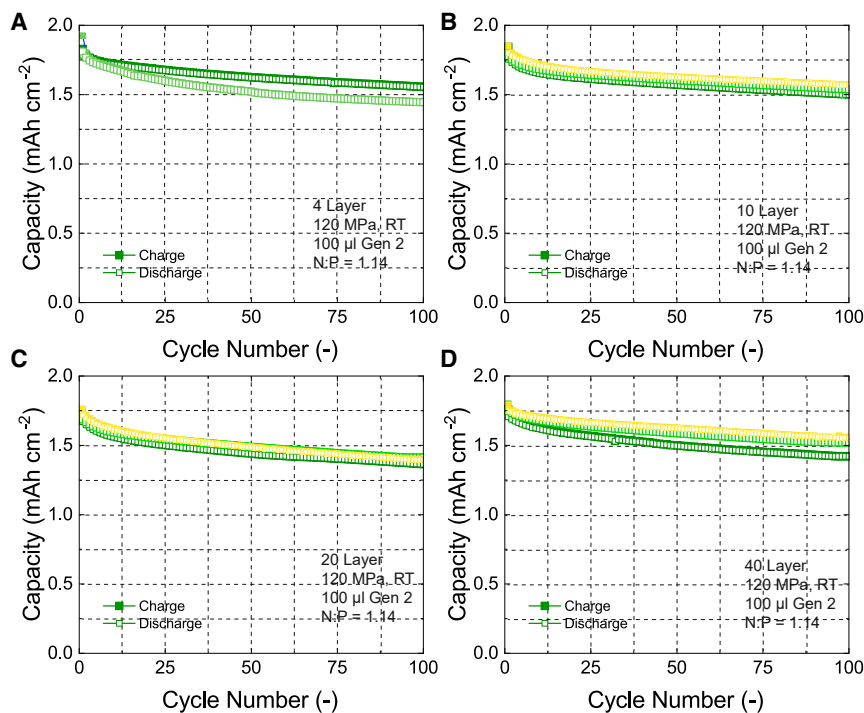 A
2.0
1.5
1.0
0.5
0.0
Capacity (mAh cm⁻²)
4 Layer
120 MPa, RT
100 µl Gen 2
N:P = 1.14
Charge
Discharge
0 25 50 75 100
Cycle Number (-)
B
2.0
1.5
1.0
0.5
0.0
Capacity (mAh cm⁻²)
10 Layer
120 MPa, RT
100 µl Gen 2
N:P = 1.14
Charge
Discharge
0 25 50 75 100
Cycle Number (-)
C
2.0
1.5
1.0
0.5
0.0
Capacity (mAh cm⁻²)
20 Layer
120 MPa, RT
100 µl Gen 2
N:P = 1.14
Charge
Discharge
0 25 50 75 100
Cycle Number (-)
D
2.0
1.5
1.0
0.5
0.0
Capacity (mAh cm⁻²)
40 Layer
120 MPa, RT
100 µl Gen 2
N:P = 1.14
Charge
Discharge
0 25 50 75 100
Cycle Number (-)